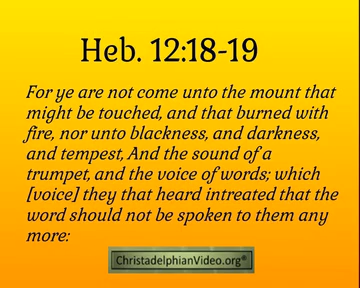 Heb. 12:18-19
For ye are not come unto the mount that
might be touched, and that burned with
fire, nor unto blackness, and darkness,
and tempest, And the sound of a
trumpet, and the voice of words; which
[voice] they that heard intreated that the
word should not be spoken to them any
more:
ChristadelphianVideo.org®